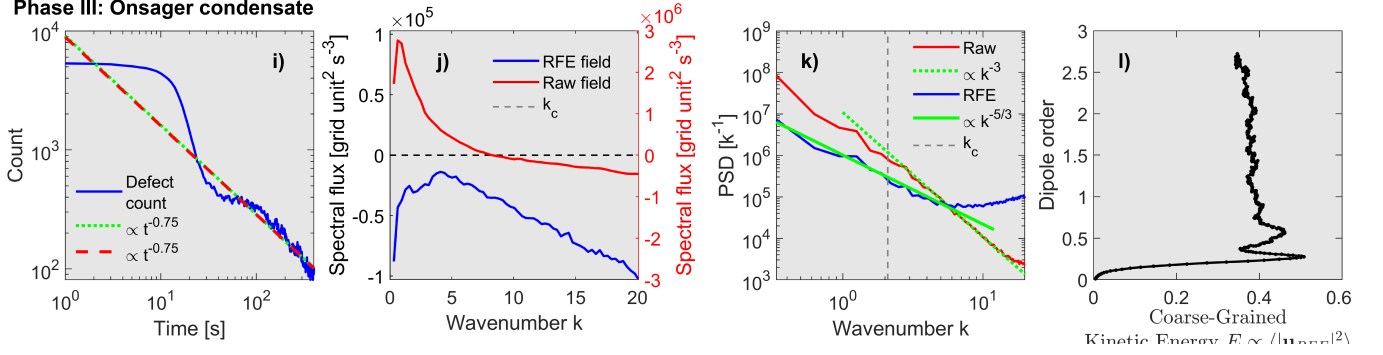 Phase III: Onsager condensate
i)
Count
10^4
10^3
10^2
10^0
10^1
10^2
Time [s]
Defect
count
∝ t^-0.75
∝ t^-0.75
j)
×10^5
Spectral flux [grid unit^2 s^-3]
1
0.5
0
-0.5
-1
0
5
10
15
20
Wavenumber k
RFE field
Raw field
k_c
×10^6
3
2
1
0
-1
-2
-3
Spectral flux [grid unit^2 s^-3]
k)
PSD [k^-1]
10^9
10^8
10^7
10^6
10^5
10^4
10^3
10^0
10^1
Wavenumber k
Raw
∝ k^-3
RFE
∝ k^-5/3
k_c
l)
Dipole order
3
2.5
2
1.5
1
0.5
0
0
0.2
0.4
0.6
Coarse-Grained
Kinetic Energy E ∝ ⟨|u_RFE|^2⟩